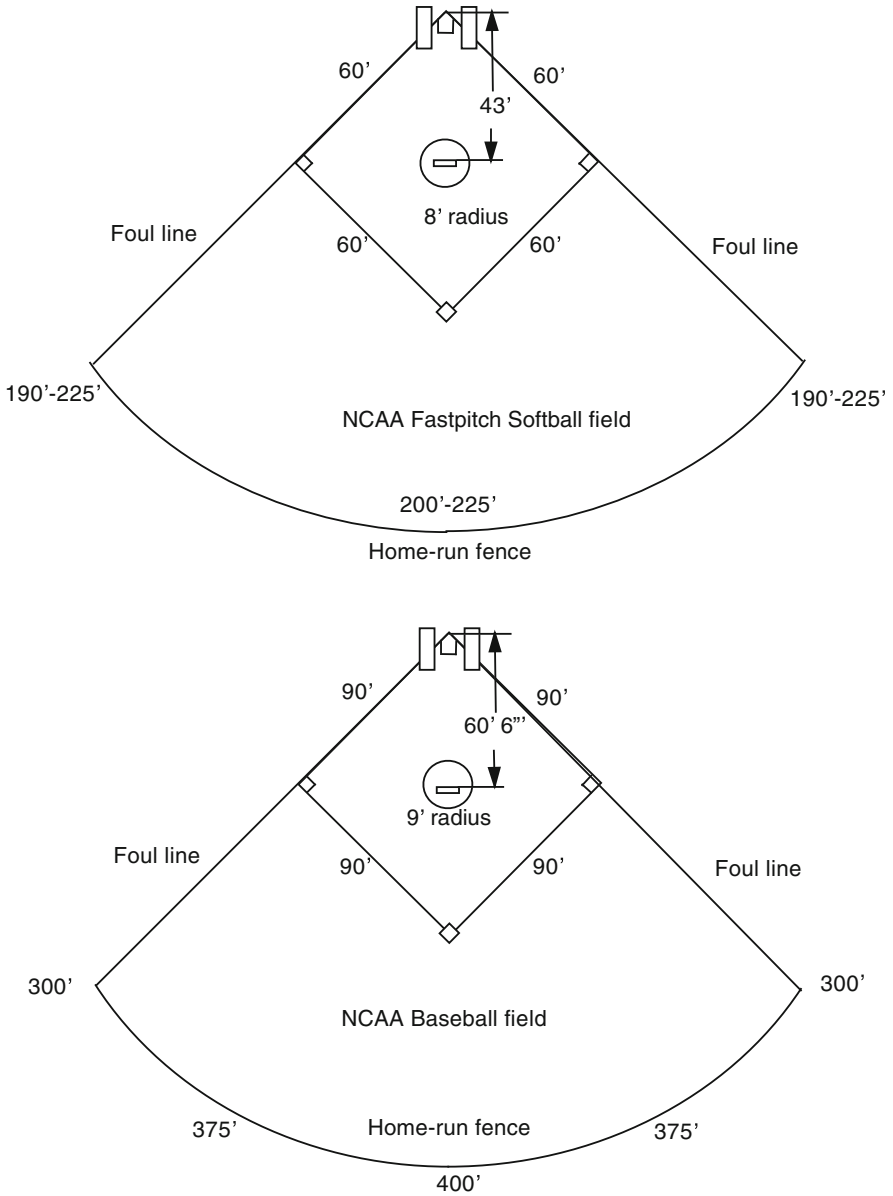 60’
60’
43’
8’ radius
Foul line
60’
60’
Foul line
190’-225’
190’-225’
NCAA Fastpitch Softball field
200’-225’
Home-run fence
90’
90’
60’ 6”’
9’ radius
Foul line
90’
90’
Foul line
300’
300’
NCAA Baseball field
375’
Home-run fence
375’
400’